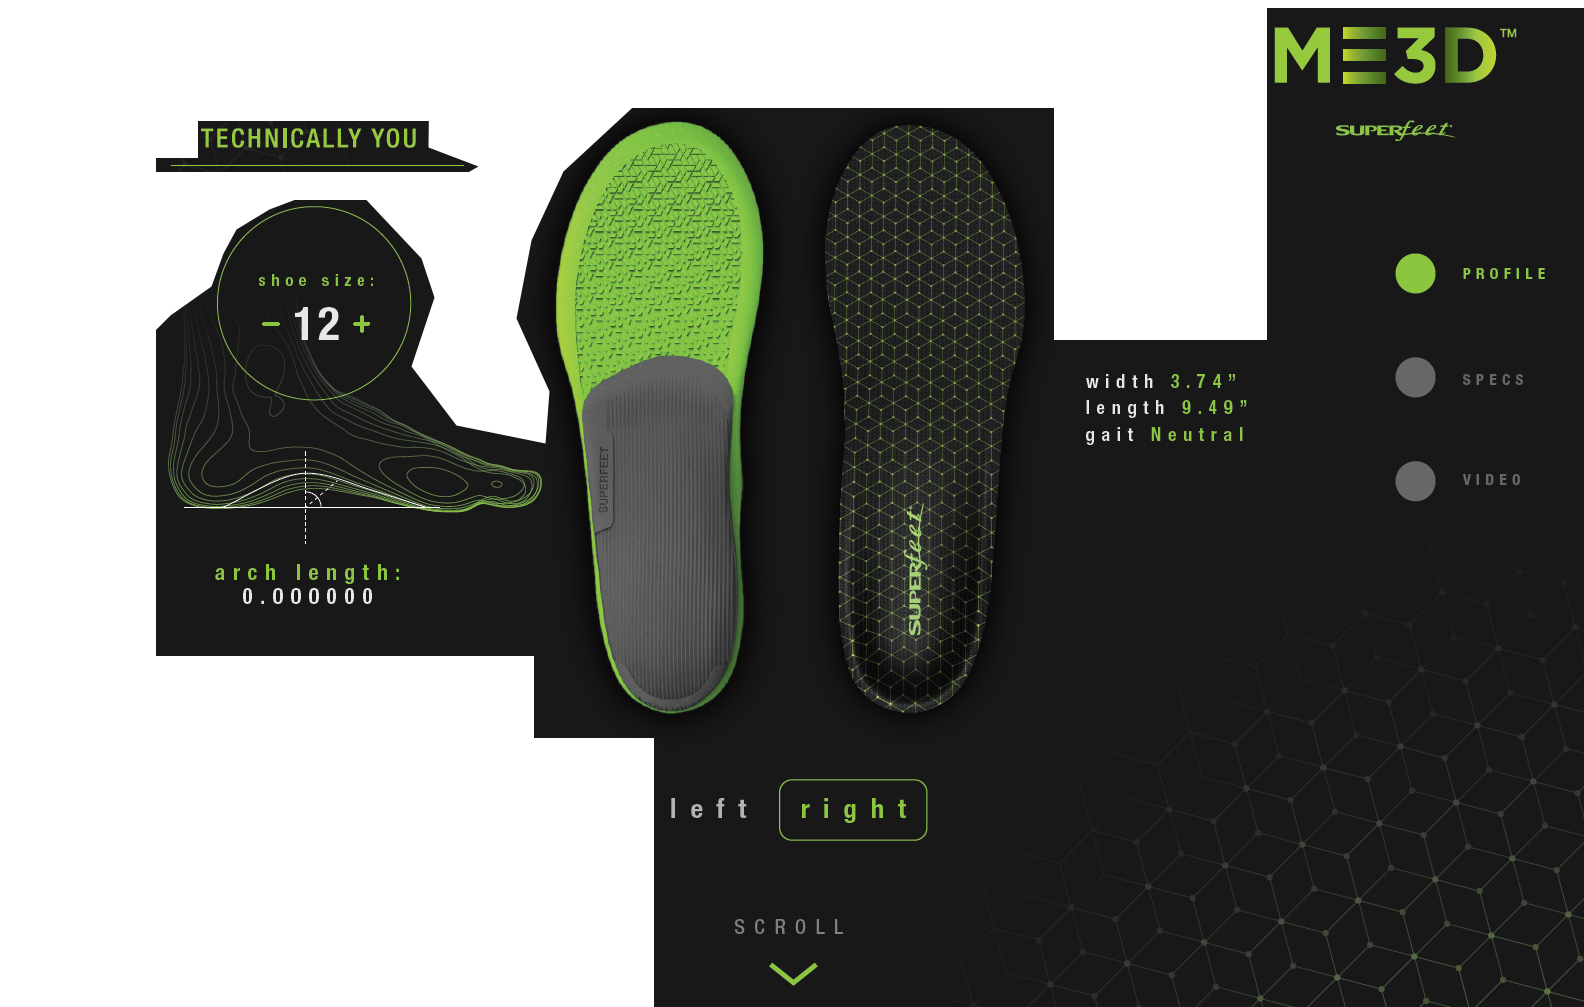 ME3D™
SUPERfeet
TECHNICALLY YOU
shoe size:
- 12 +
arch length:
0.000000
SUPERFEET
SUPERfeet
width 3.74”
length 9.49”
gait Neutral
PROFILE
SPECS
VIDEO
left right
SCROLL